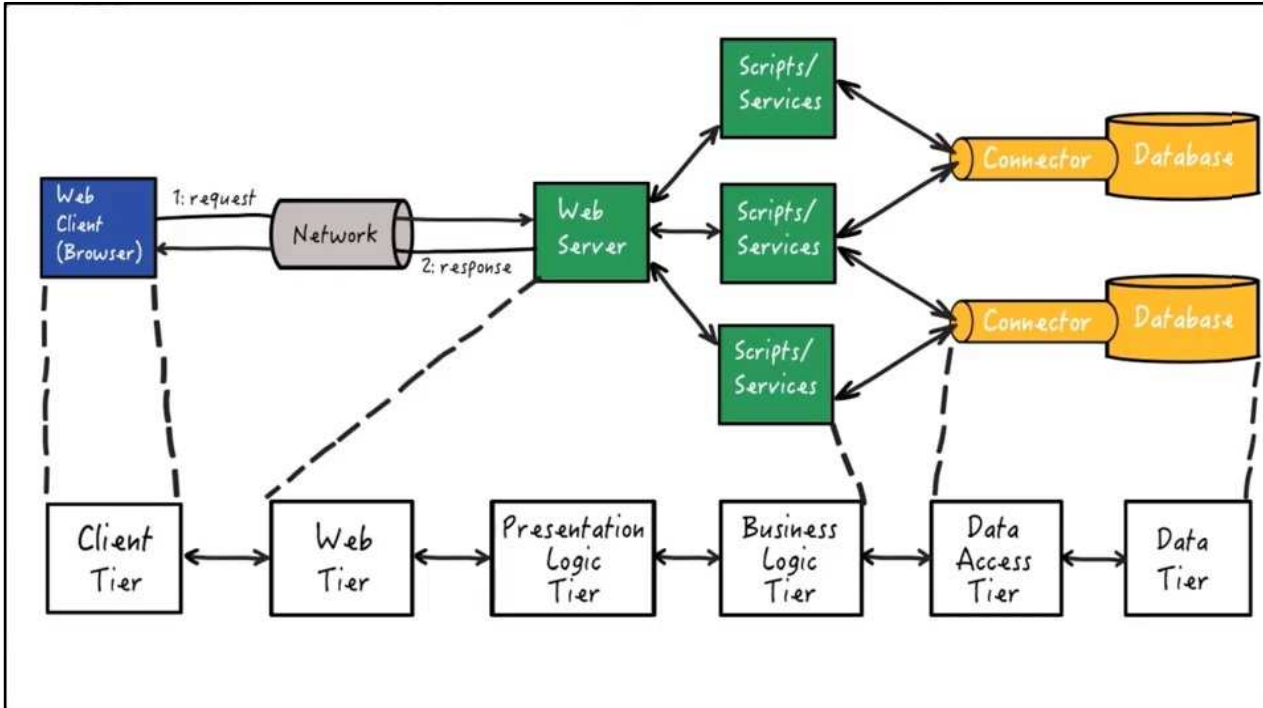 Scripts/
Services
Connector
Database
Web
Client
(Browser)
1: request
Network
2: response
Web
Server
Scripts/
Services
Connector
Database
Scripts/
Services
Client
Tier
Web
Tier
Presentation
Logic
Tier
Business
Logic
Tier
Data
Access
Tier
Data
Tier